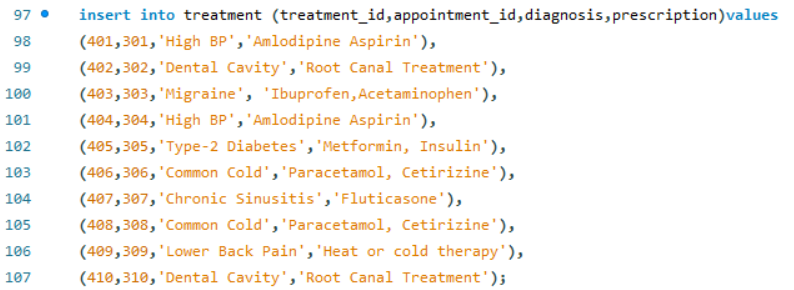 97 insert into treatment (treatment_id,appointment_id,diagnosis,prescription)values
98 (401,301,'High BP','Amlodipine Aspirin'),
99 (402,302,'Dental Cavity','Root Canal Treatment'),
100 (403,303,'Migraine', 'Ibuprofen,Acetaminophen'),
101 (404,304,'High BP','Amlodipine Aspirin'),
102 (405,305,'Type-2 Diabetes','Metformin, Insulin'),
103 (406,306,'Common Cold','Paracetamol, Cetirizine'),
104 (407,307,'Chronic Sinusitis','Fluticasone'),
105 (408,308,'Common Cold','Paracetamol, Cetirizine'),
106 (409,309,'Lower Back Pain','Heat or cold therapy'),
107 (410,310,'Dental Cavity','Root Canal Treatment');